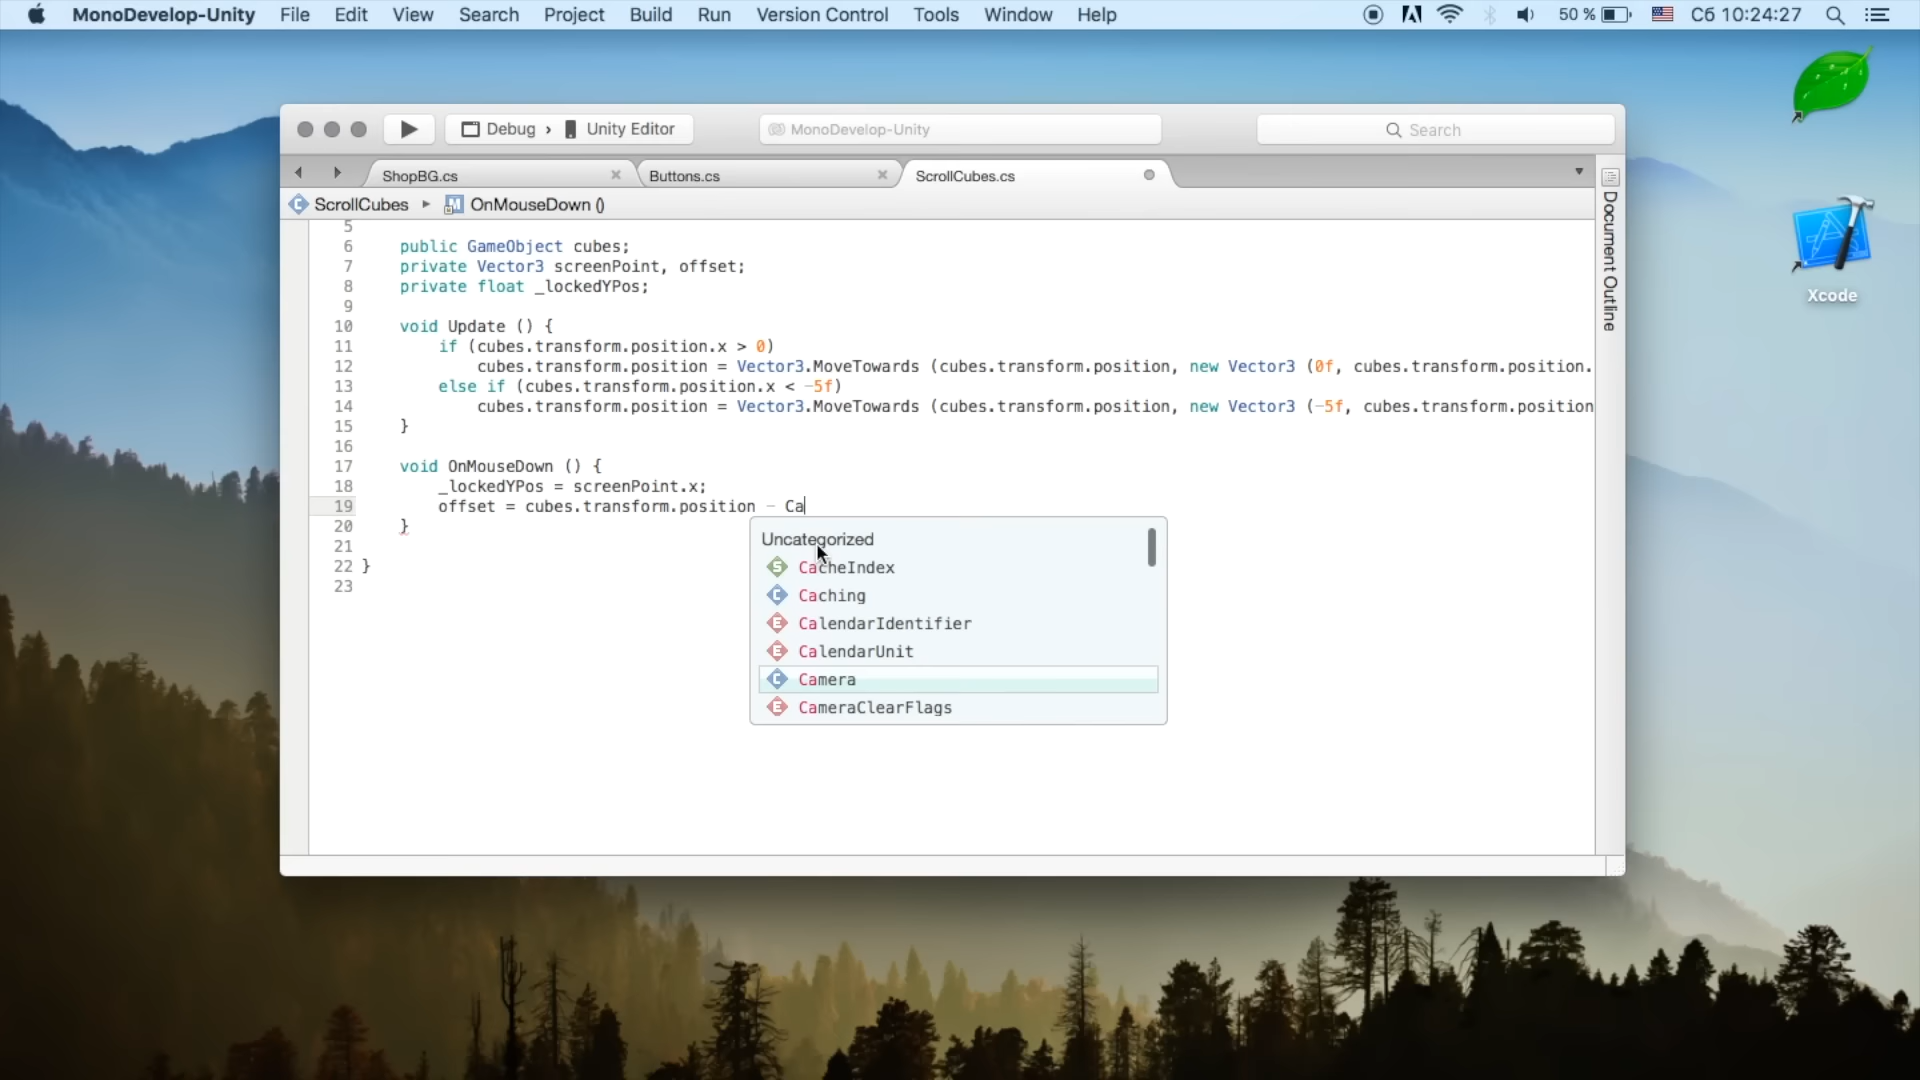 MonoDevelop-Unity File Edit View Search Project Build Run Version Control Tools Window Help 50 % Сб 10:24:27
Debug › Unity Editor MonoDevelop-Unity Search
ShopBG.cs Buttons.cs ScrollCubes.cs
ScrollCubes ▸ OnMouseDown ()
5
6 public GameObject cubes;
7 private Vector3 screenPoint, offset;
8 private float _lockedYPos;
9
10 void Update () {
11 if (cubes.transform.position.x > 0)
12 cubes.transform.position = Vector3.MoveTowards (cubes.transform.position, new Vector3 (0f, cubes.transform.position.
13 else if (cubes.transform.position.x < -5f)
14 cubes.transform.position = Vector3.MoveTowards (cubes.transform.position, new Vector3 (-5f, cubes.transform.position
15 }
16
17 void OnMouseDown () {
18 _lockedYPos = screenPoint.x;
19 offset = cubes.transform.position - Ca
20 }
21
22 }
23
Uncategorized
S CacheIndex
C Caching
E CalendarIdentifier
E CalendarUnit
C Camera
E CameraClearFlags
Document Outline
Xcode